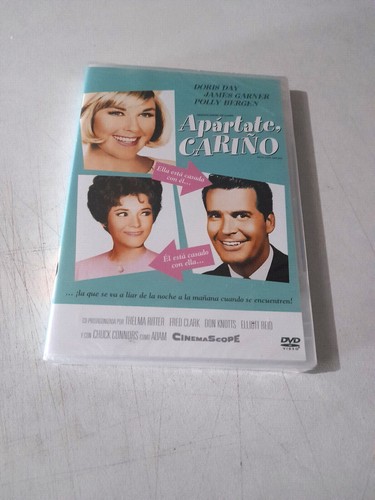 DORIS DAY
JAMES GARNER
POLLY BERGEN
Apártate,
CARIÑO
Ella está casada
con él...
Él está casado
con ella...
...¡la que se va a liar de la noche a la mañana cuando se encuentren!
THELMA RITTER FRED CLARK DON KNOTTS ELLIOTT REID
Y CON CHUCK CONNORS COMO ADAM CINEMASCOPE
DVD
VIDEO